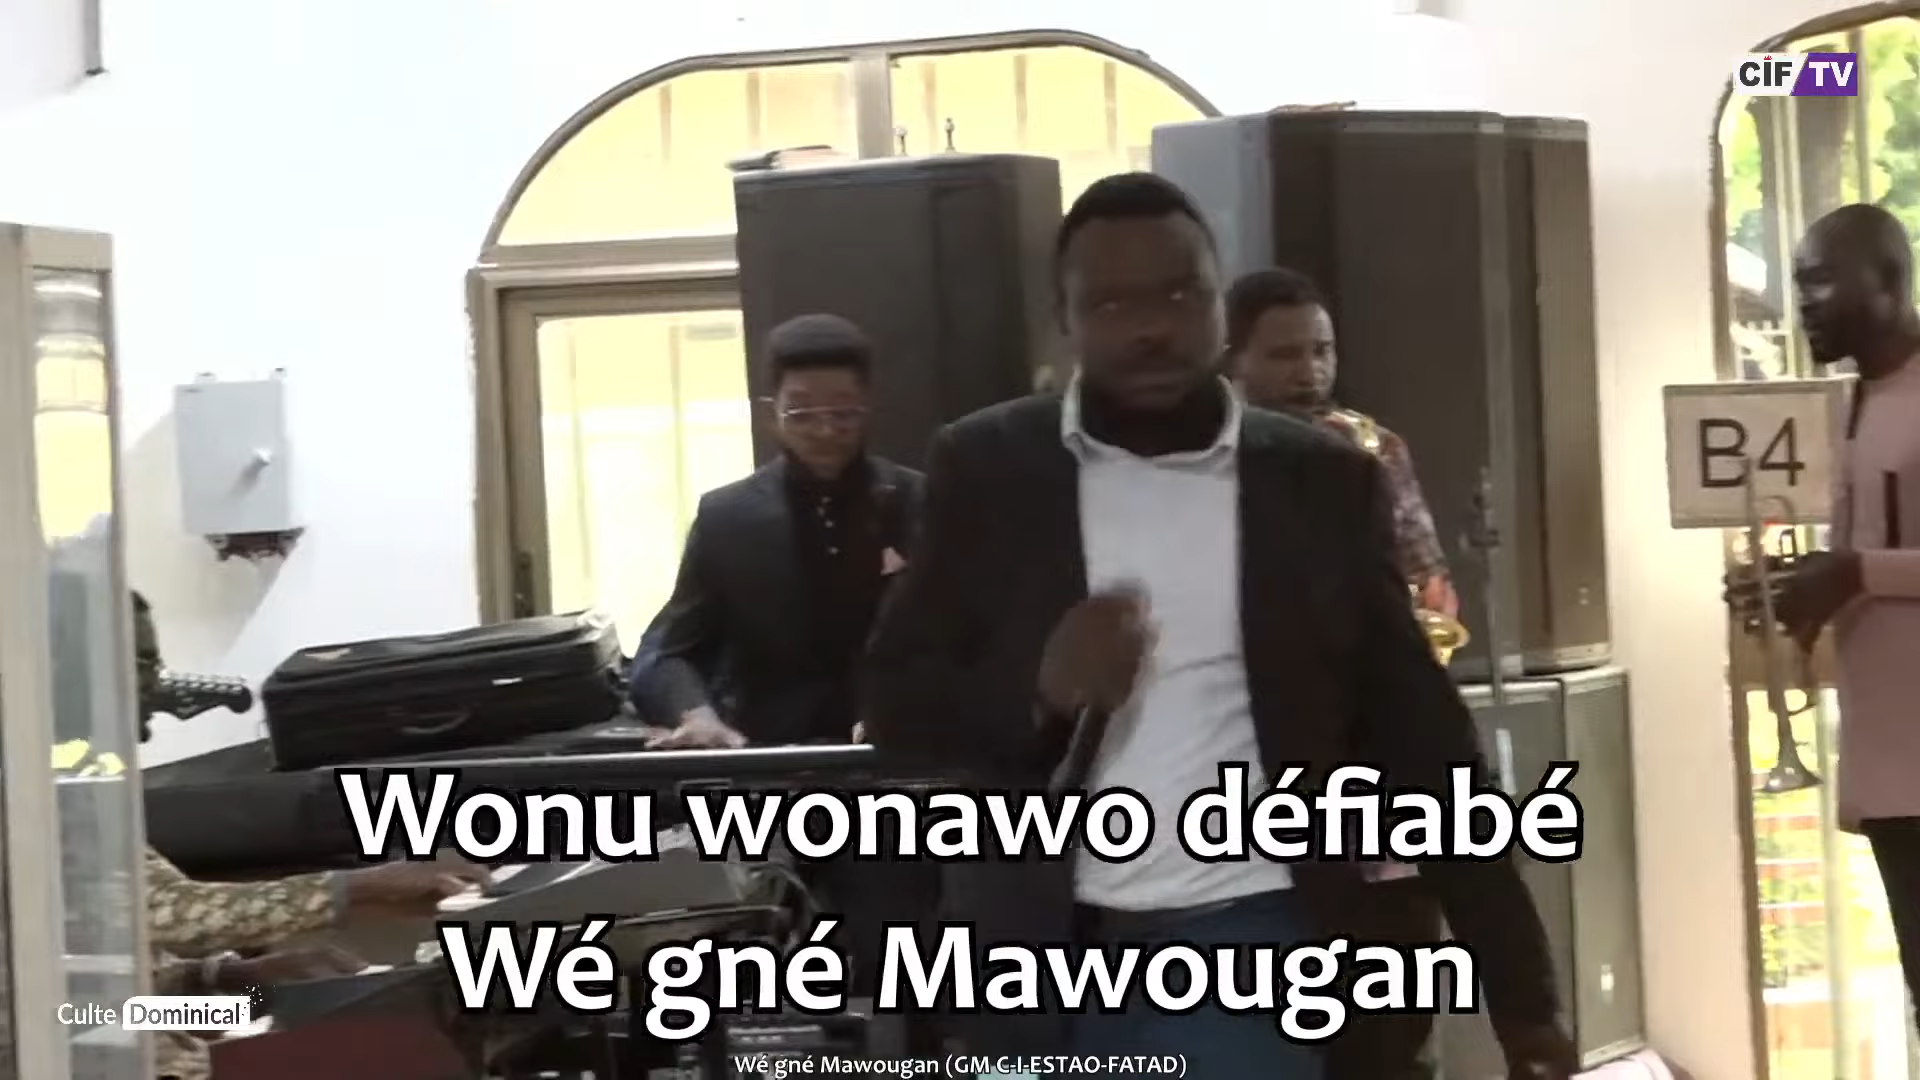 CIF/TV
B4
Wonu wonawo défiabé
Wé gné Mawougan
Culte Dominical
Wé gné Mawougan (GM C-I-ESTAO-FATAD)